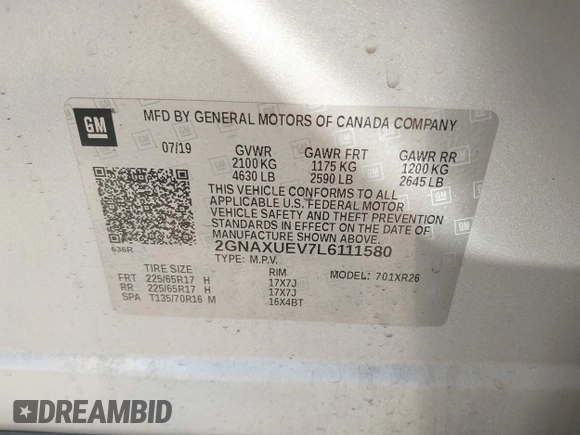 GM
MFD BY GENERAL MOTORS OF CANADA COMPANY
07/19 GVWR GAWR FRT GAWR RR
2100 KG 1175 KG 1200 KG
4630 LB 2590 LB 2645 LB
THIS VEHICLE CONFORMS TO ALL
APPLICABLE U.S. FEDERAL MOTOR
VEHICLE SAFETY AND THEFT PREVENTION
STANDARDS IN EFFECT ON THE DATE OF
MANUFACTURE SHOWN ABOVE.
636R
2GNAXUEV7L6111580
TYPE: M.P.V.
TIRE SIZE RIM MODEL: 701XR26
FRT 225/65R17 H 17X7J
RR 225/65R17 H 17X7J
SPA T135/70R16 M 16X4BT
DREAMBID